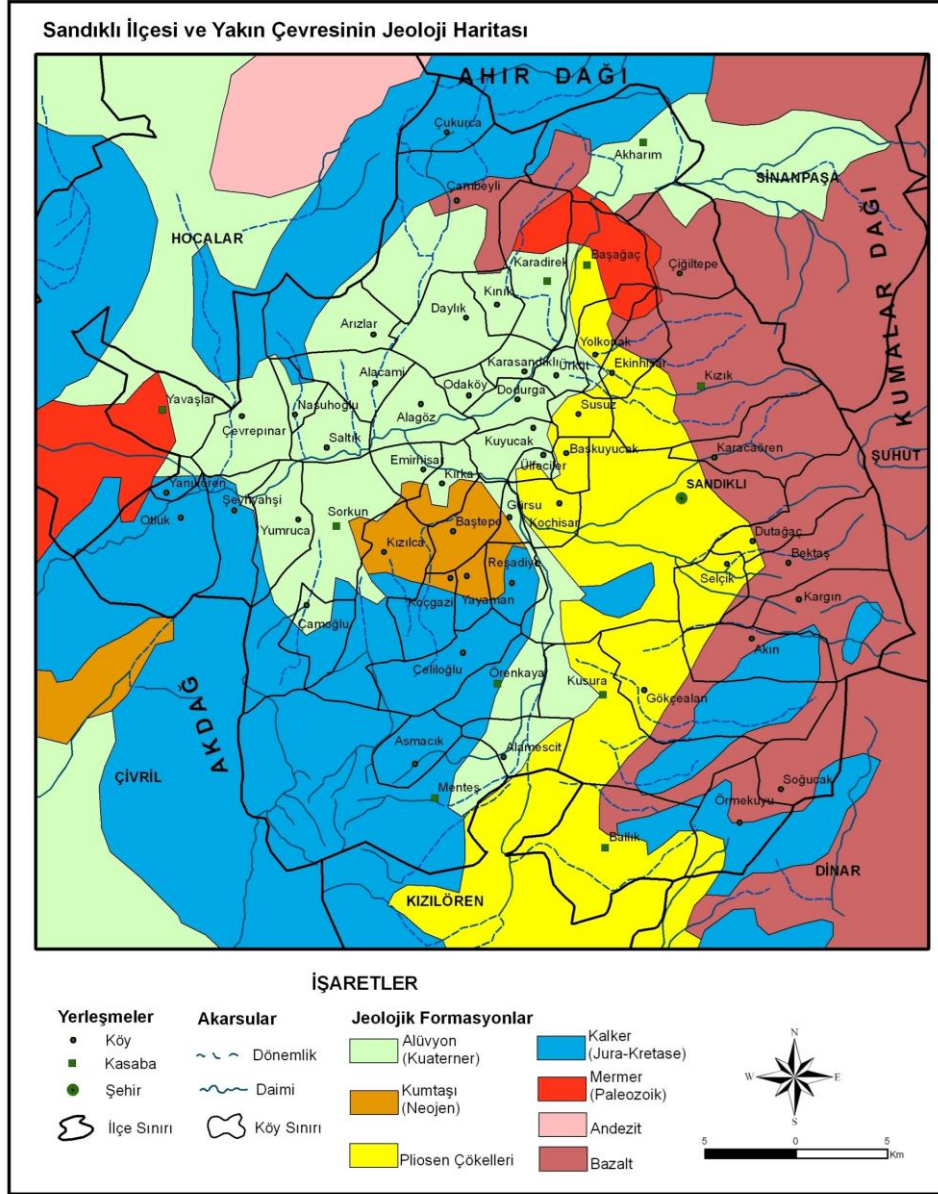 Sandıklı İlçesi ve Yakın Çevresinin Jeoloji Haritası
AHIR DAĞI
Çukurca
Akharım
SİNANPAŞA
Çambeyli
HOCALAR
KUMALAR DAĞI
Karadirek
Başağaç
Çiğiltepe
Kınık
Daylık
Arızlar
Yolkonak
Karasandıklı
Ürküt
Ekinhisar
Alacami
Odaköy
Dodurga
Kızık
Yavaşlar
Nasuhoğlu
Alagöz
Susuz
Çevrepınar
Saltık
Kuyucak
Karacaören
Başkuyucak
ŞUHUT
Emirhisar
Ülfeciler
Kırka
SANDIKLI
Yanıkören
Şeyhyahşi
Otluk
Yumruca
Sorkun
Gürsu
Koçhisar
Baştepe
Dutağaç
Kızılca
Bektaş
Reşadiye
Selçik
Koçgazi
Yayaman
Kargın
Çamoğlu
Akın
Celiloğlu
Örenkaya
Kusura
Gökçealan
AKDAĞ
Asmacık
Alamescit
ÇİVRİL
Menteş
Soğucak
Örmekuyu
Ballık
DİNAR
KIZILÖREN
İŞARETLER
Yerleşmeler
Köy
Kasaba
Şehir
İlçe Sınırı
Akarsular
Dönemlik
Daimi
Köy Sınırı
Jeolojik Formasyonlar
Alüvyon
(Kuaterner)
Kumtaşı
(Neojen)
Pliosen Çökelleri
Kalker
(Jura-Kretase)
Mermer
(Paleozoik)
Andezit
Bazalt
N
W
E
S
5 0 5
Km